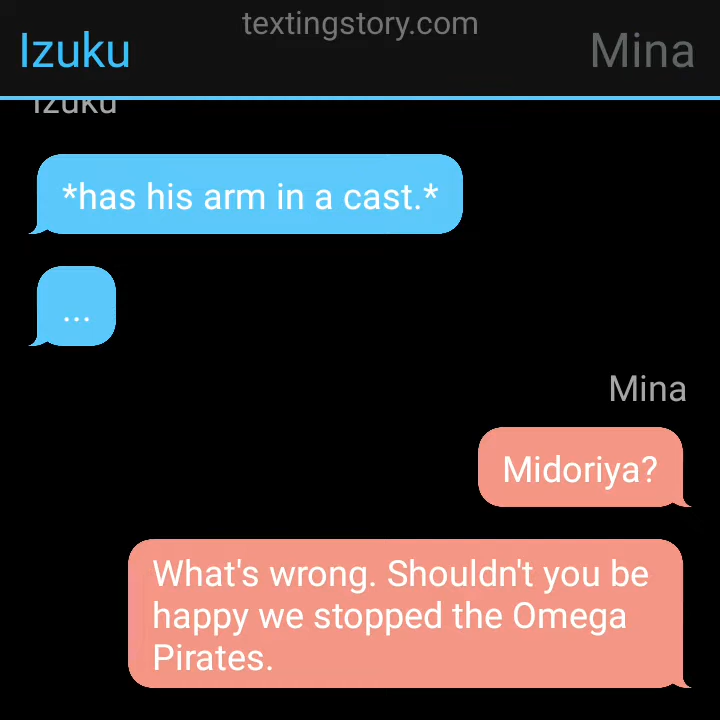 textingstory.com
Izuku
Mina
Izuku
*has his arm in a cast.*
...
Mina
Midoriya?
What's wrong. Shouldn't you be
happy we stopped the Omega
Pirates.